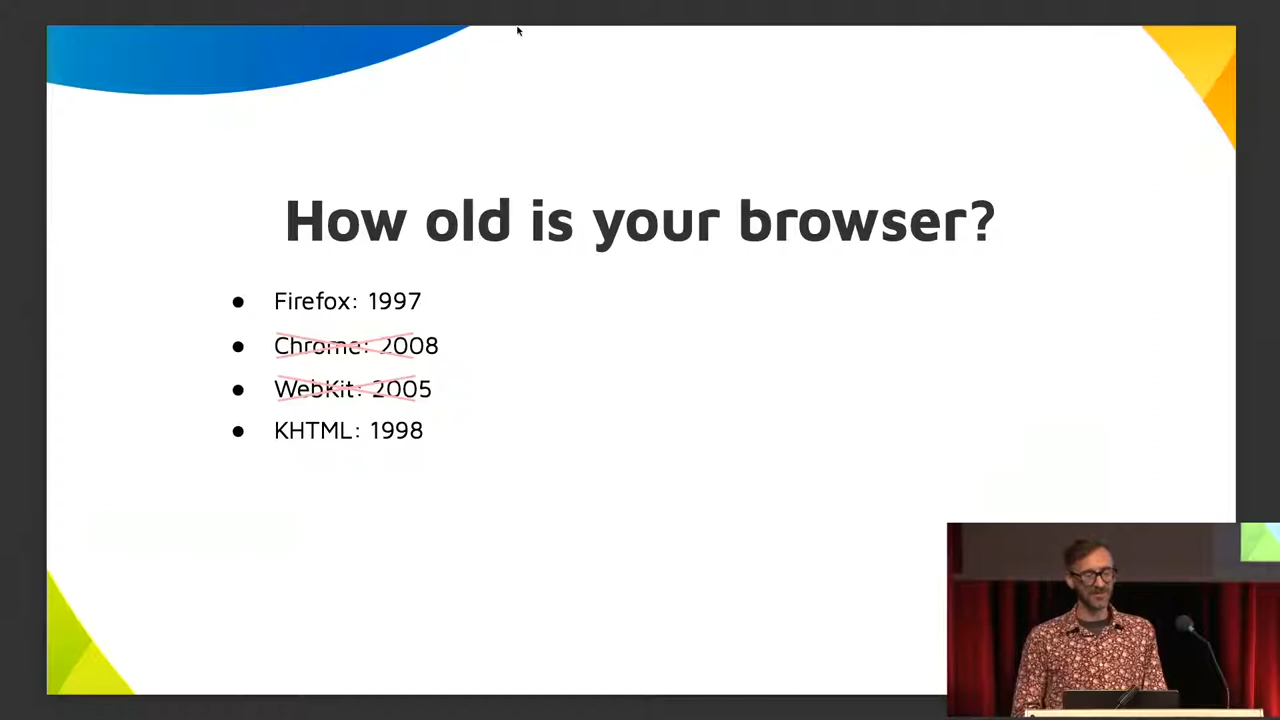 How old is your browser?
● Firefox: 1997
● Chrome: 2008
● WebKit: 2005
● KHTML: 1998